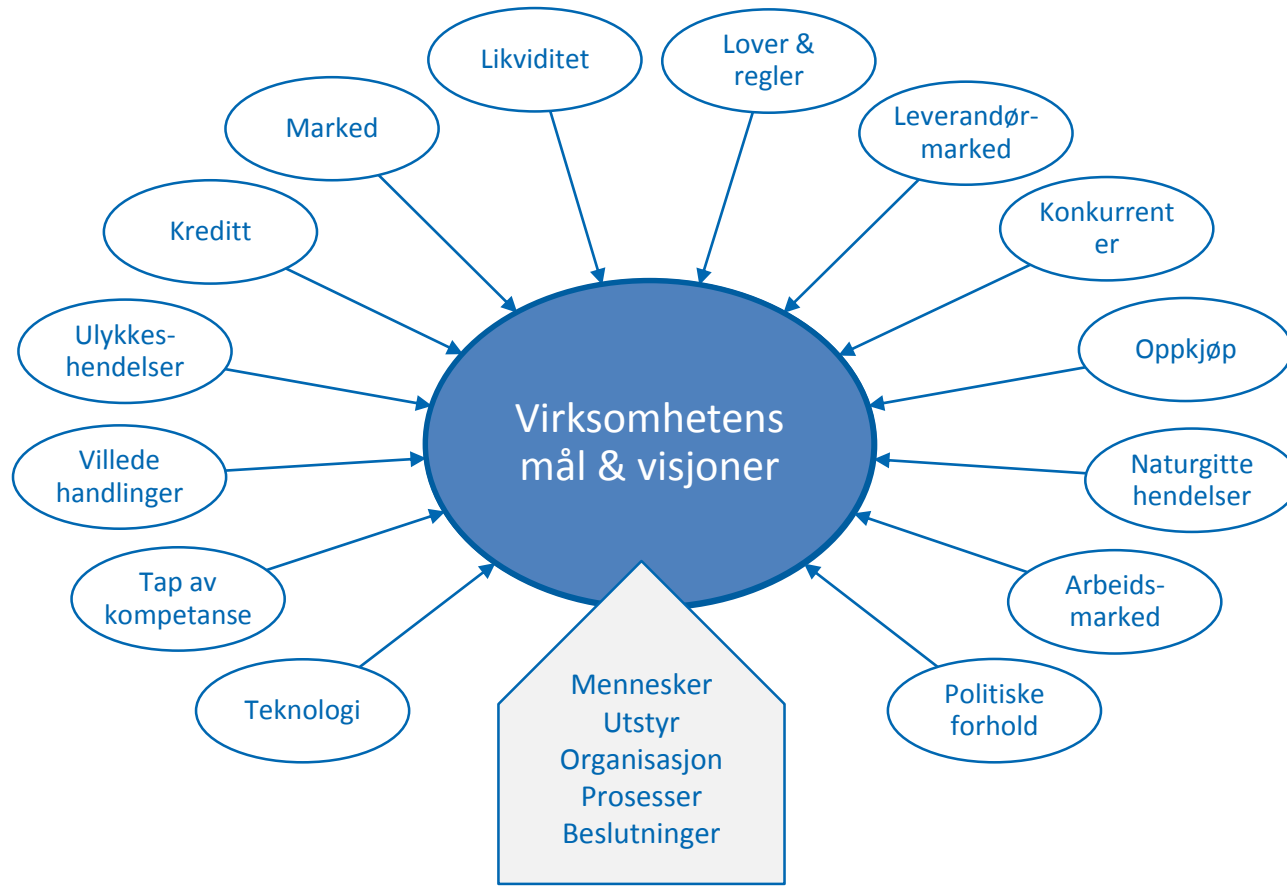 Likviditet
Lover &
regler
Marked
Leverandør-
marked
Kreditt
Konkurrent
er
Ulykkes-
hendelser
Oppkjøp
Virksomhetens
mål & visjoner
Villede
handlinger
Naturgitte
hendelser
Tap av
kompetanse
Arbeids-
marked
Teknologi
Politiske
forhold
Mennesker
Utstyr
Organisasjon
Prosesser
Beslutninger